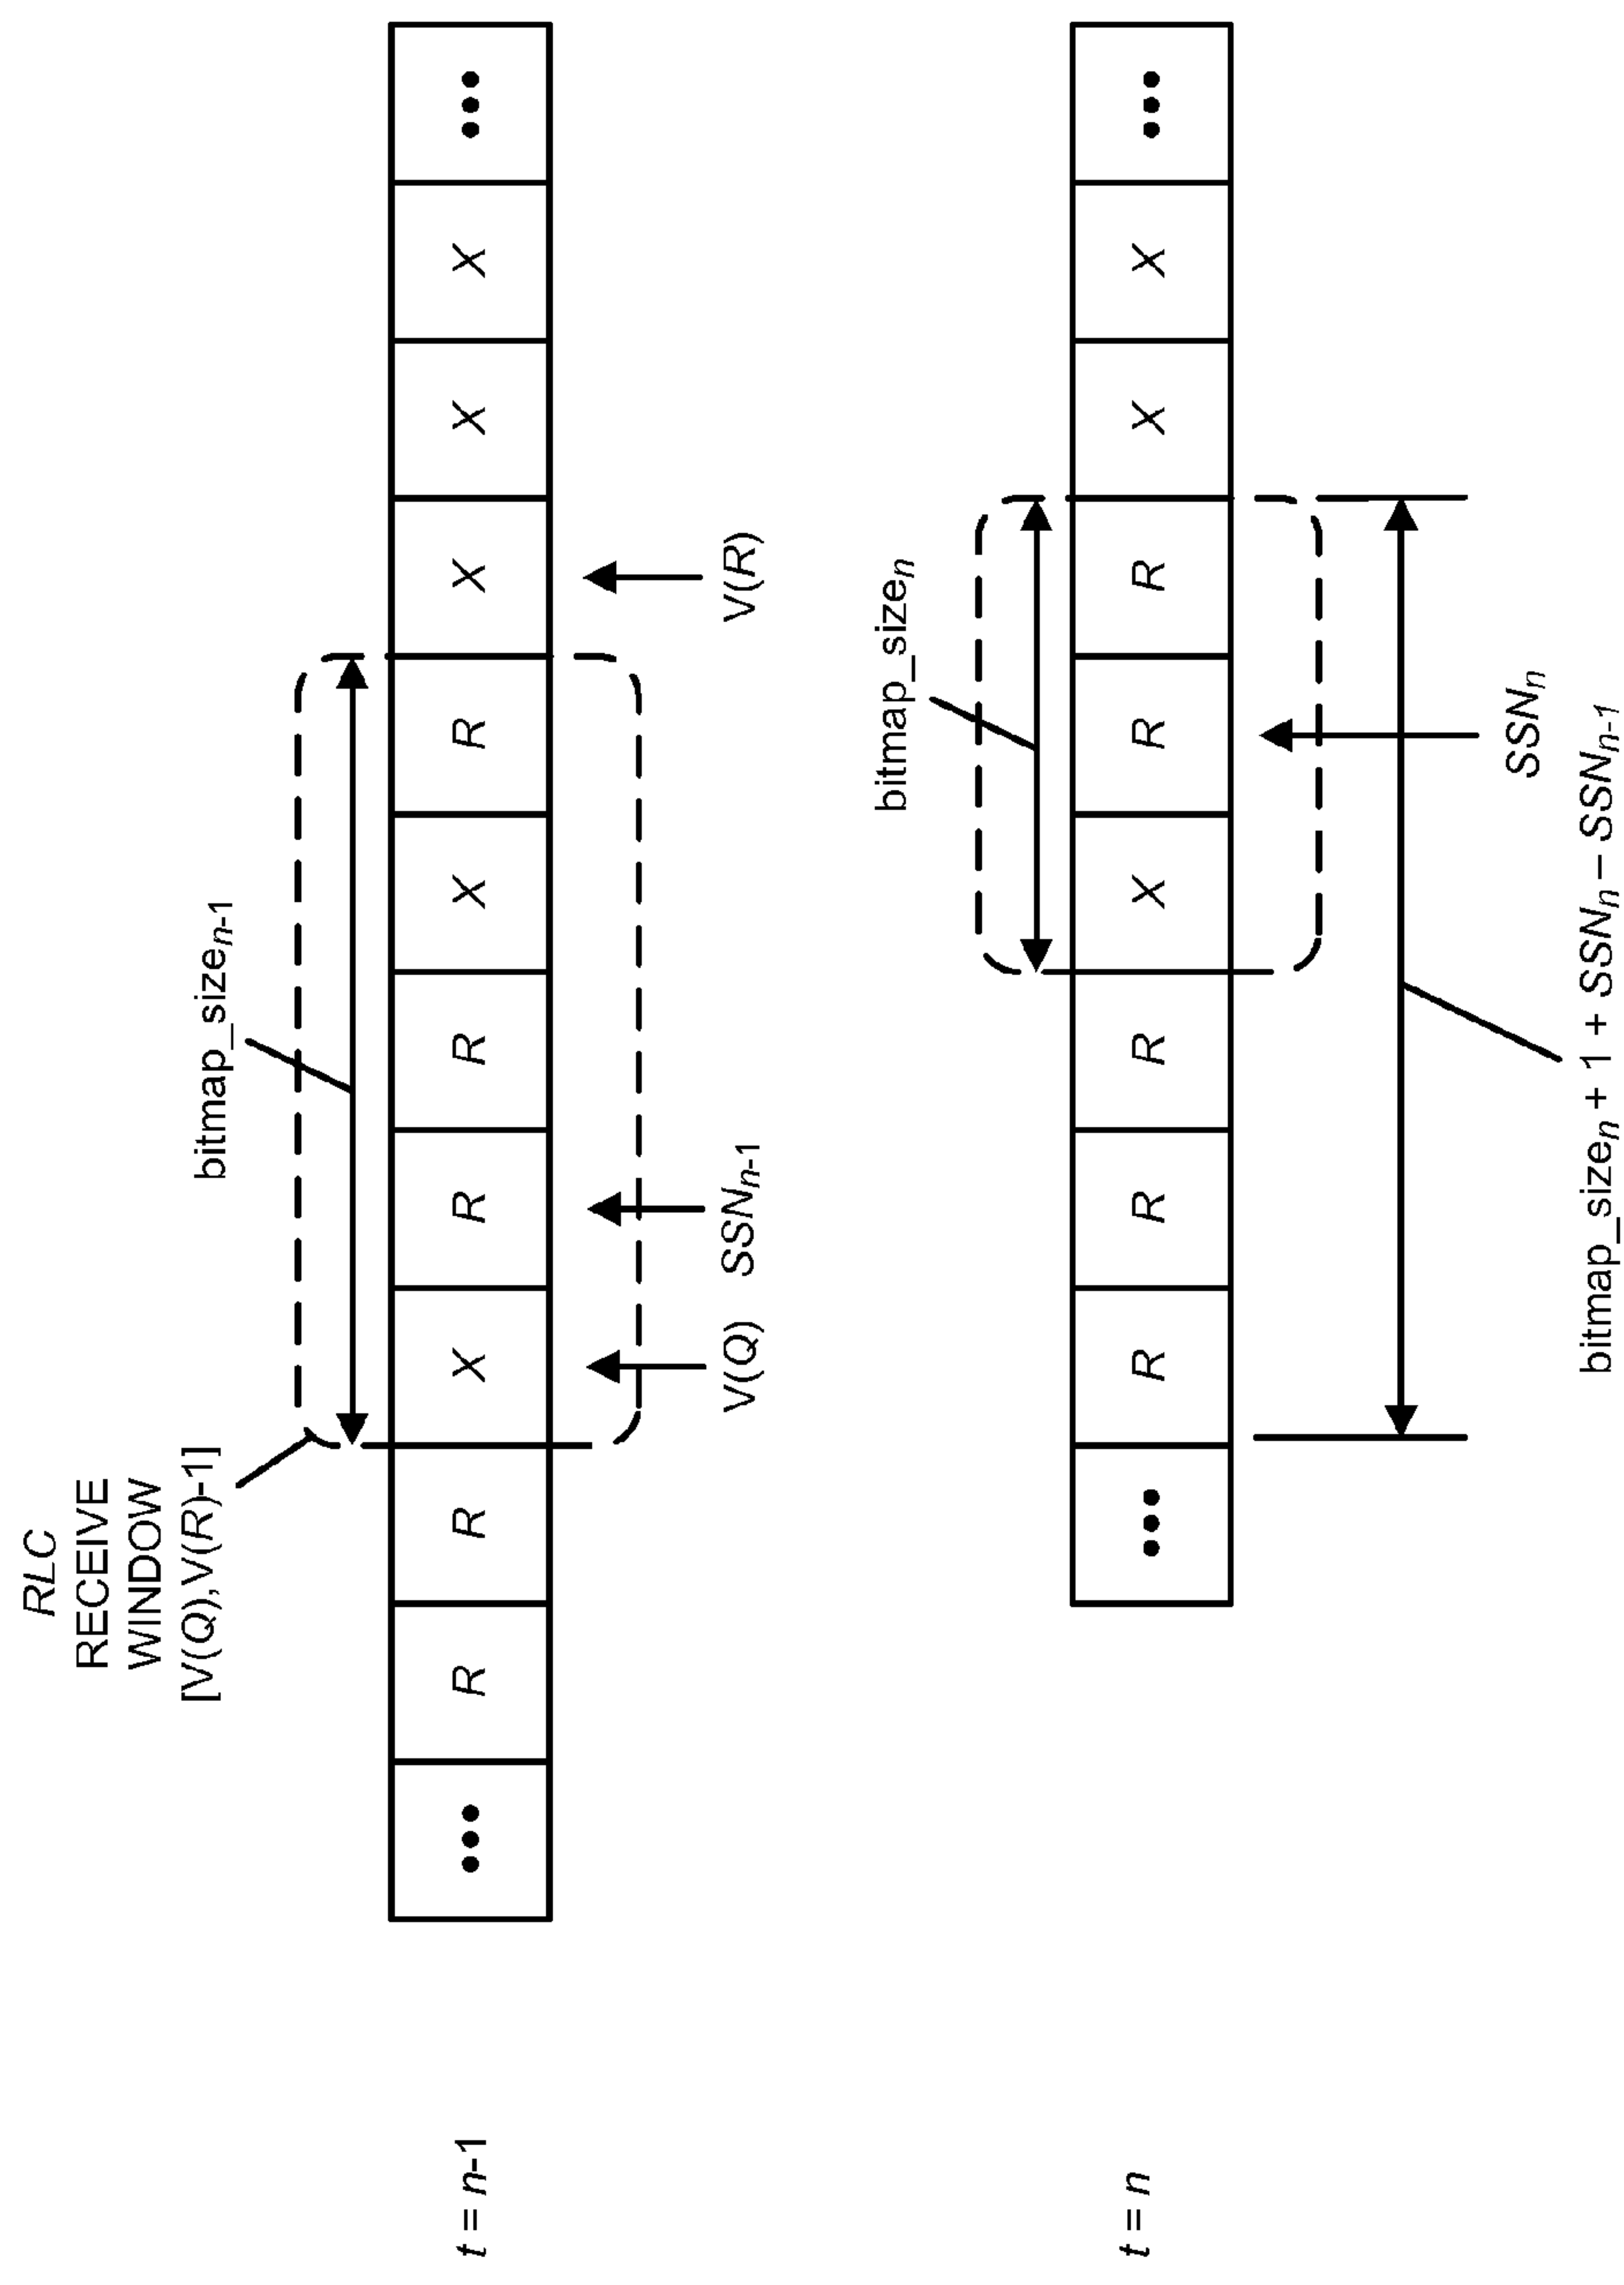 RLC
RECEIVE
WINDOW
[V(Q),V(R)-1]
bitmap_sizen-1
t = n-1 ••• R R X R R X R X X X •••
V(Q) SSNn-1 V(R)
bitmap_sizen
t = n ••• R R R X R R X X •••
SSNn
bitmap_sizen + 1 + SSNn – SSNn-1